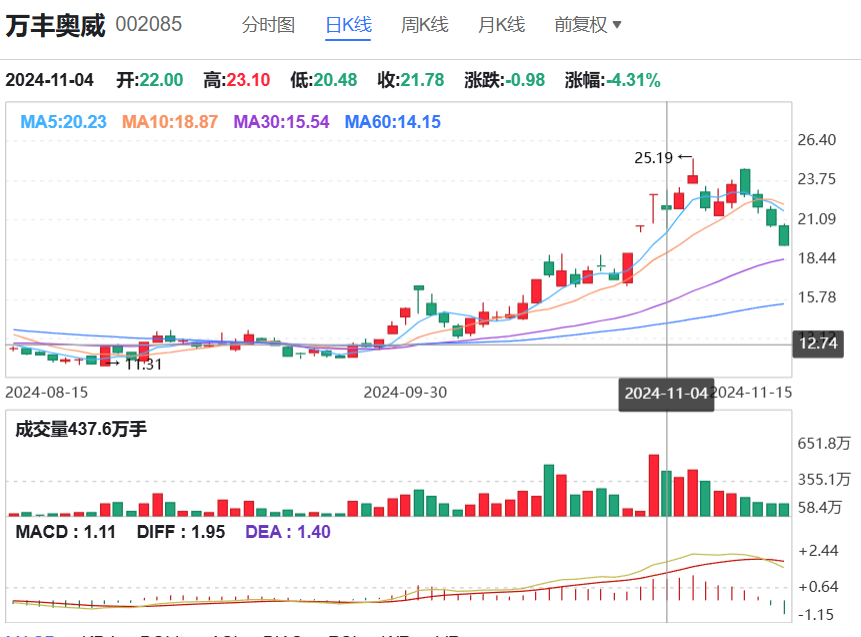 万丰奥威 002085 分时图 日K线 周K线 月K线 前复权▼
2024-11-04 开:22.00 高:23.10 低:20.48 收:21.78 涨跌:-0.98 涨幅:-4.31%
MA5:20.23 MA10:18.87 MA30:15.54 MA60:14.15
26.40
25.19
23.75
21.09
18.44
15.78
12.74
11.31
2024-08-15 2024-09-30 2024-11-04 2024-11-15
成交量437.6万手
651.8万
355.1万
58.4万
MACD : 1.11 DIFF : 1.95 DEA : 1.40
+2.44
+0.64
-1.15